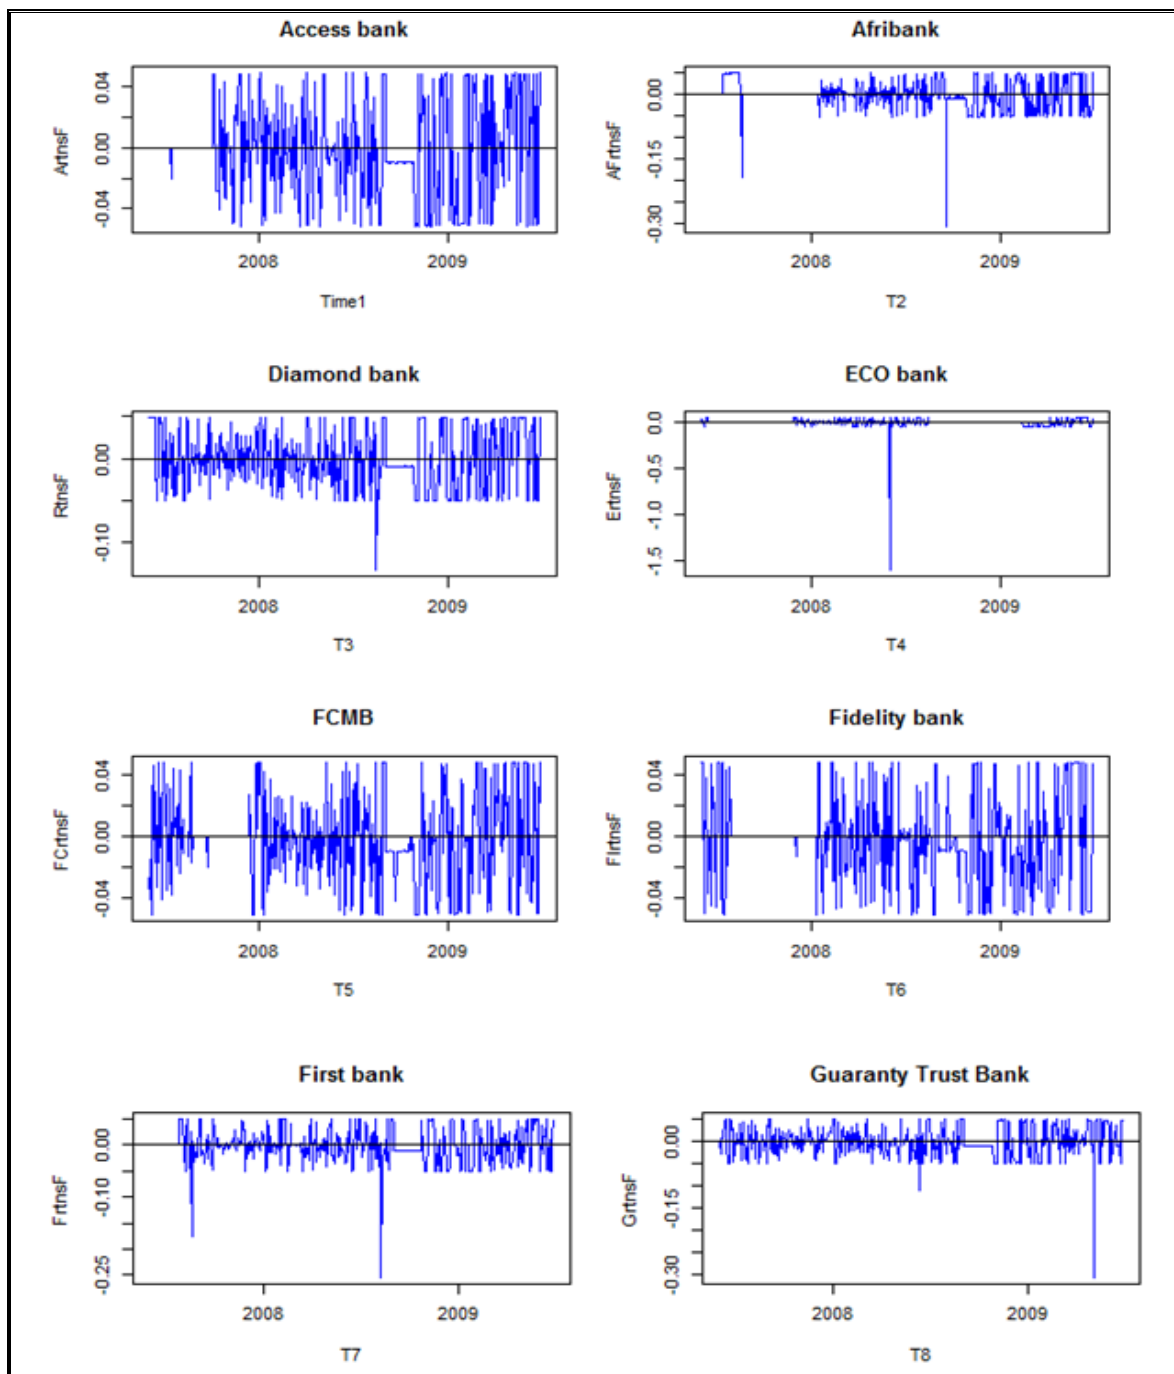 Access bank
ArtnsF
0.04
0.00
-0.04
2008 2009
Time1
Afribank
AFrtnsF
0.00
-0.15
-0.30
2008 2009
T2
Diamond bank
RtnsF
0.00
-0.10
2008 2009
T3
ECO bank
ErtnsF
0.0
-0.5
-1.0
-1.5
2008 2009
T4
FCMB
FCrtnsF
0.04
0.00
-0.04
2008 2009
T5
Fidelity bank
FIrtnsF
0.04
0.00
-0.04
2008 2009
T6
First bank
FrtnsF
0.00
-0.10
-0.25
2008 2009
T7
Guaranty Trust Bank
GrtnsF
0.00
-0.15
-0.30
2008 2009
T8